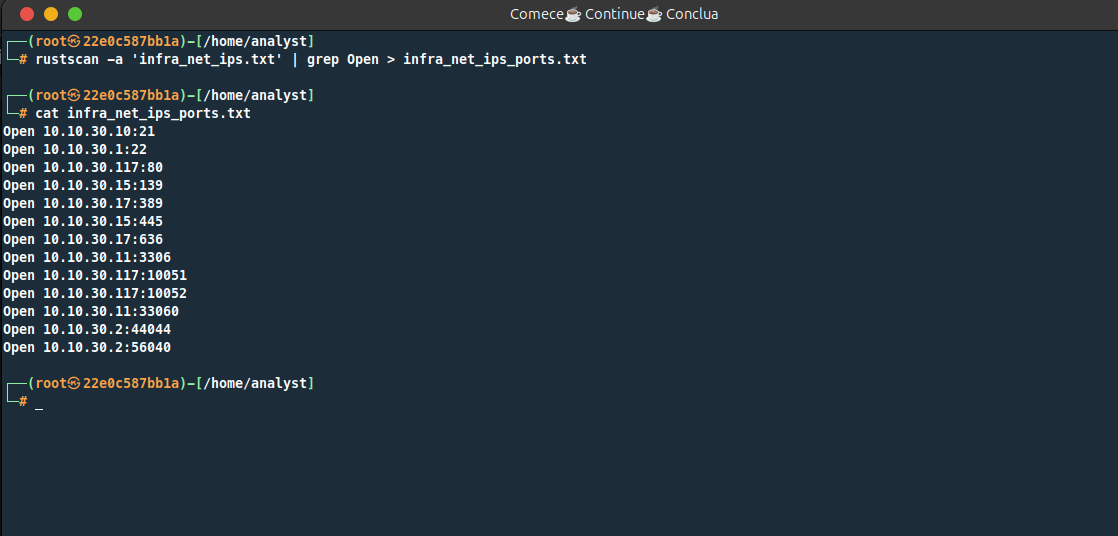 Comece☕Continue☕Conclua
┌──(root㉿22e0c587bb1a)-[/home/analyst]
└─# rustscan -a 'infra_net_ips.txt' | grep Open > infra_net_ips_ports.txt
┌──(root㉿22e0c587bb1a)-[/home/analyst]
└─# cat infra_net_ips_ports.txt
Open 10.10.30.10:21
Open 10.10.30.1:22
Open 10.10.30.117:80
Open 10.10.30.15:139
Open 10.10.30.17:389
Open 10.10.30.15:445
Open 10.10.30.17:636
Open 10.10.30.11:3306
Open 10.10.30.117:10051
Open 10.10.30.117:10052
Open 10.10.30.11:33060
Open 10.10.30.2:44044
Open 10.10.30.2:56040
┌──(root㉿22e0c587bb1a)-[/home/analyst]
└─# _